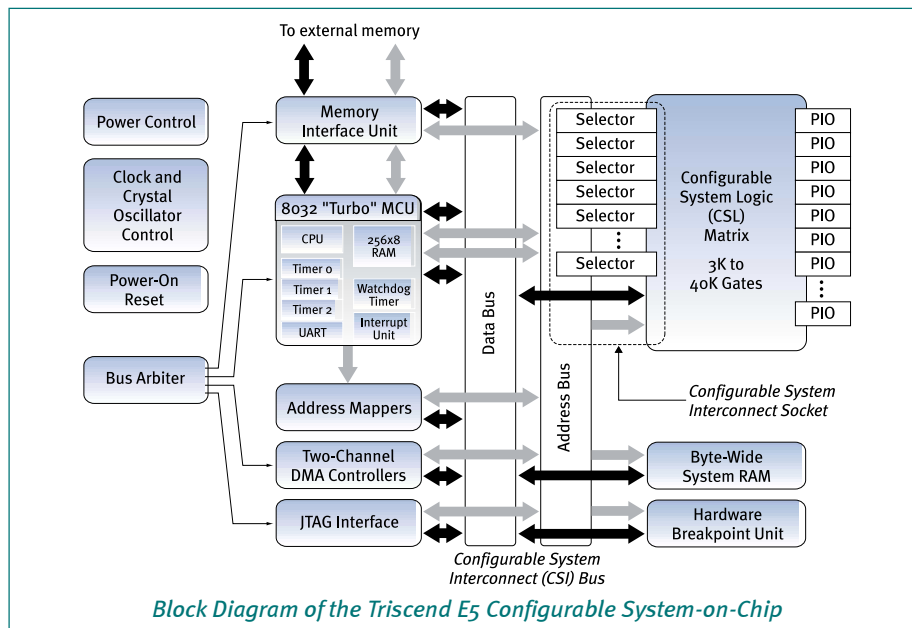 To external memory
Power Control
Clock and
Crystal
Oscillator
Control
Power-On
Reset
Bus Arbiter
Memory
Interface Unit
8032 "Turbo" MCU
CPU
256x8
RAM
Timer 0
Timer 1
Timer 2
UART
Watchdog
Timer
Interrupt
Unit
Address Mappers
Two-Channel
DMA Controllers
JTAG Interface
Data Bus
Address Bus
Configurable System
Interconnect (CSI) Bus
Selector
Selector
Selector
Selector
Selector
Selector
Configurable
System Logic
(CSL)
Matrix
3K to
40K Gates
PIO
PIO
PIO
PIO
PIO
PIO
PIO
PIO
Configurable System
Interconnect Socket
Byte-Wide
System RAM
Hardware
Breakpoint Unit
Block Diagram of the Triscend E5 Configurable System-on-Chip